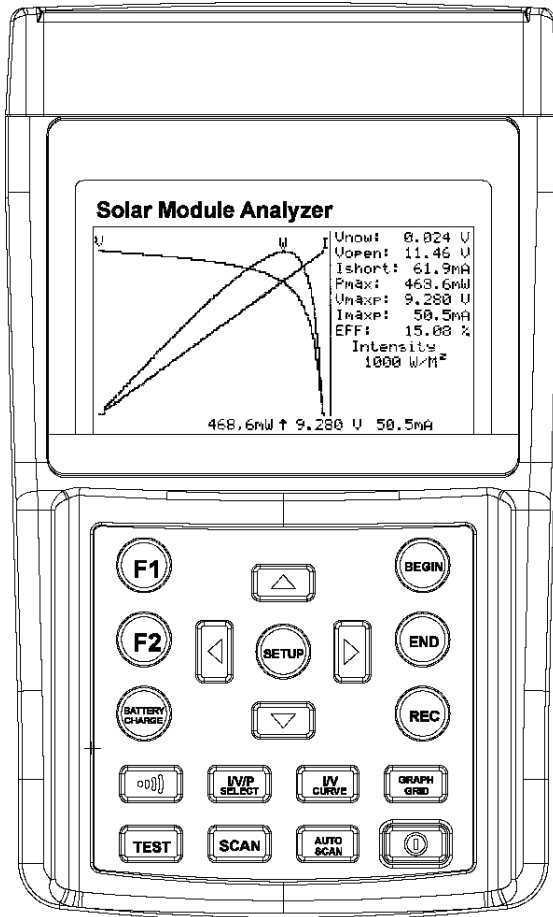 Solar Module Analyzer
V W I
Vnow: 0.024 V
Vopen: 11.46 V
Ishort: 61.9mA
Pmax: 468.6mW
Vmaxp: 9.280 V
Imaxp: 50.5mA
EFF: 15.08 %
Intensity
1000 W/M²
468.6mW↑ 9.280 V 50.5mA
F1
BEGIN
F2
SETUP
END
BATTERY
CHARGE
REC
I/V/P
SELECT
I/V
CURVE
GRAPH
GRID
TEST
SCAN
AUTO
SCAN